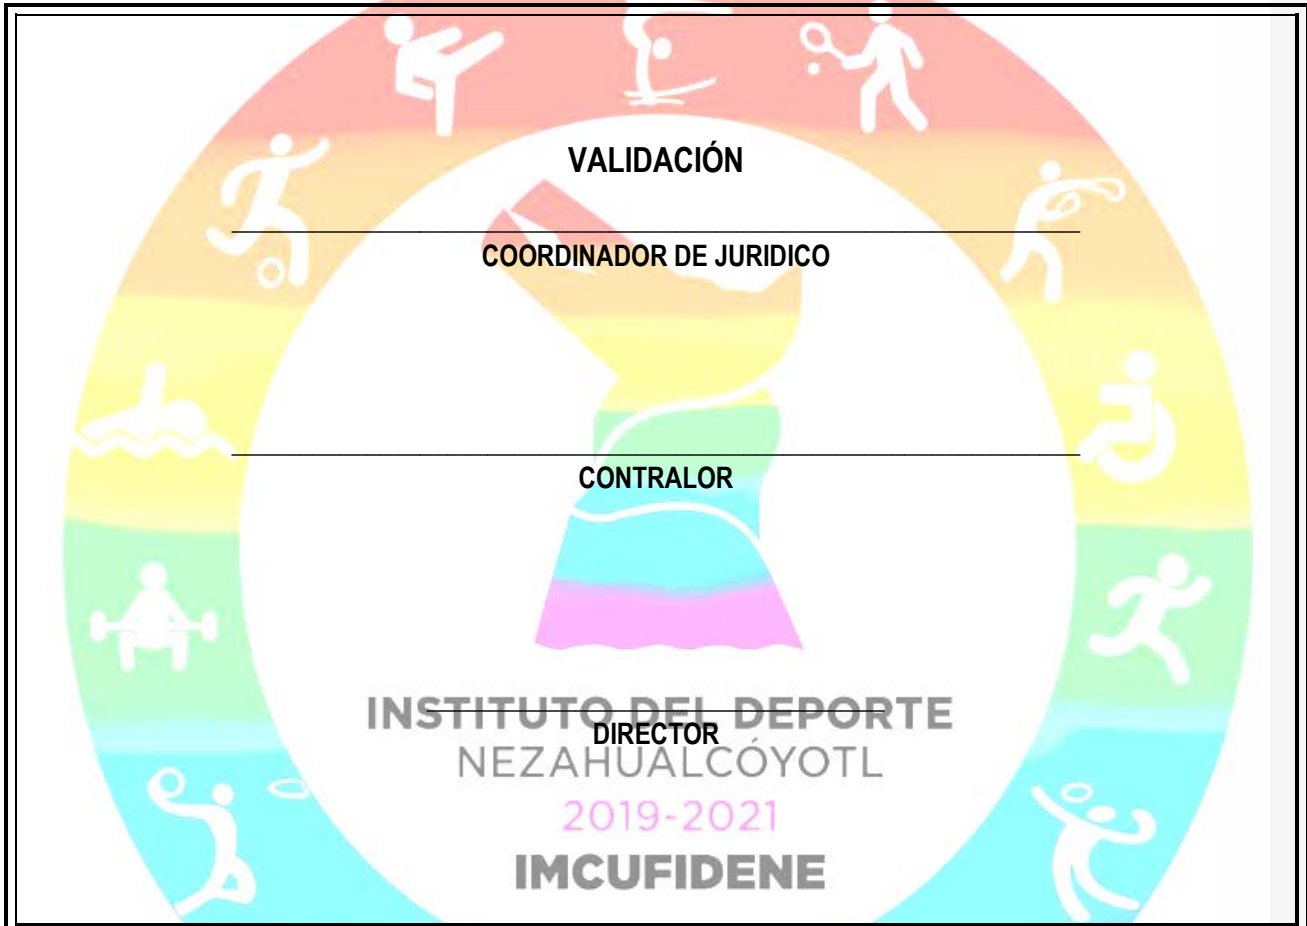 VALIDACIÓN
COORDINADOR DE JURIDICO
CONTRALOR
INSTITUTO DEL DEPORTE
DIRECTOR
NEZAHUALCÓYOTL
2019-2021
IMCUFIDENE